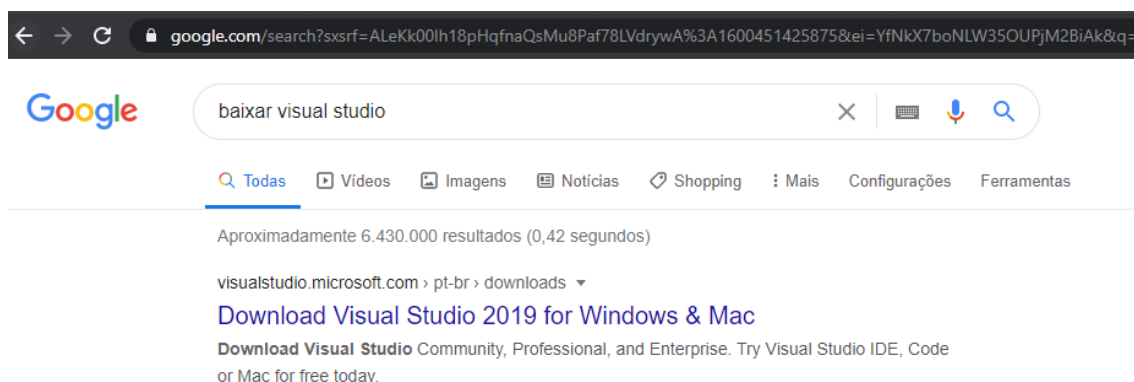 google.com/search?sxsrf=ALeKk00lh18pHqfnaQsMu8Paf78LVdrywA%3A1600451425875&ei=YfNkX7boNLW35OUPjM2BiAk&q=
Google
baixar visual studio
Todas Vídeos Imagens Notícias Shopping Mais Configurações Ferramentas
Aproximadamente 6.430.000 resultados (0,42 segundos)
visualstudio.microsoft.com › pt-br › downloads
Download Visual Studio 2019 for Windows & Mac
Download Visual Studio Community, Professional, and Enterprise. Try Visual Studio IDE, Code
or Mac for free today.